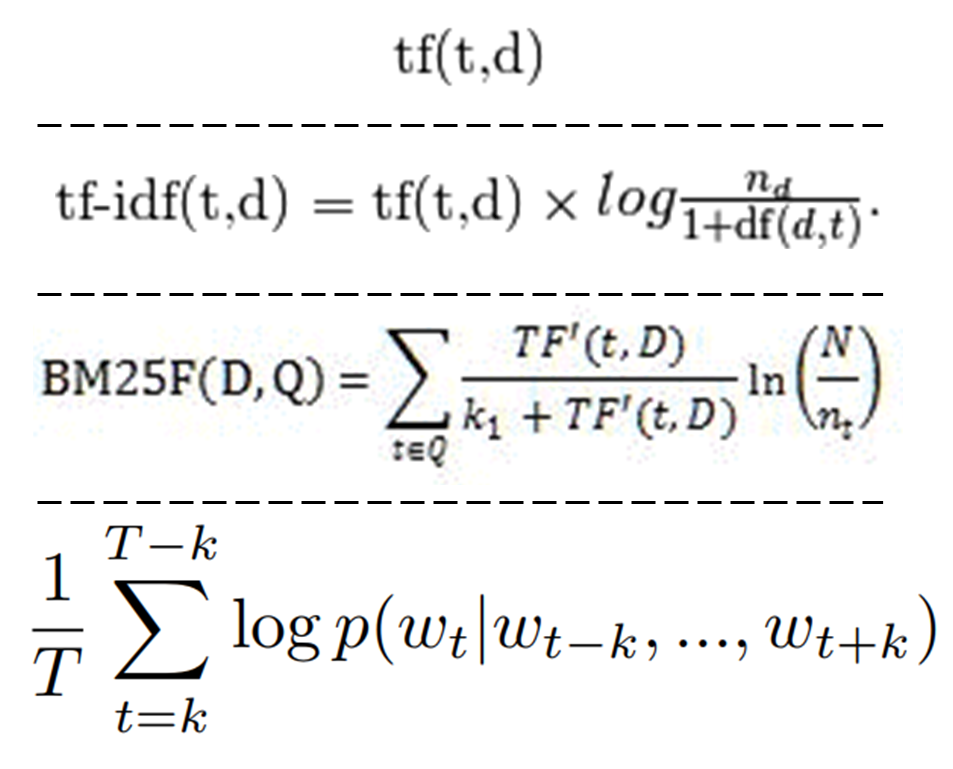 tf(t,d)
tf-idf(t,d) = tf(t,d) × log n_d / 1+df(d,t).
BM25F(D,Q) = ∑_{t∈Q} TF'(t,D) / k_1 + TF'(t,D) ln(N / n_t)
1/T ∑_{t=k}^{T−k} log p(w_t|w_{t−k}, ..., w_{t+k})